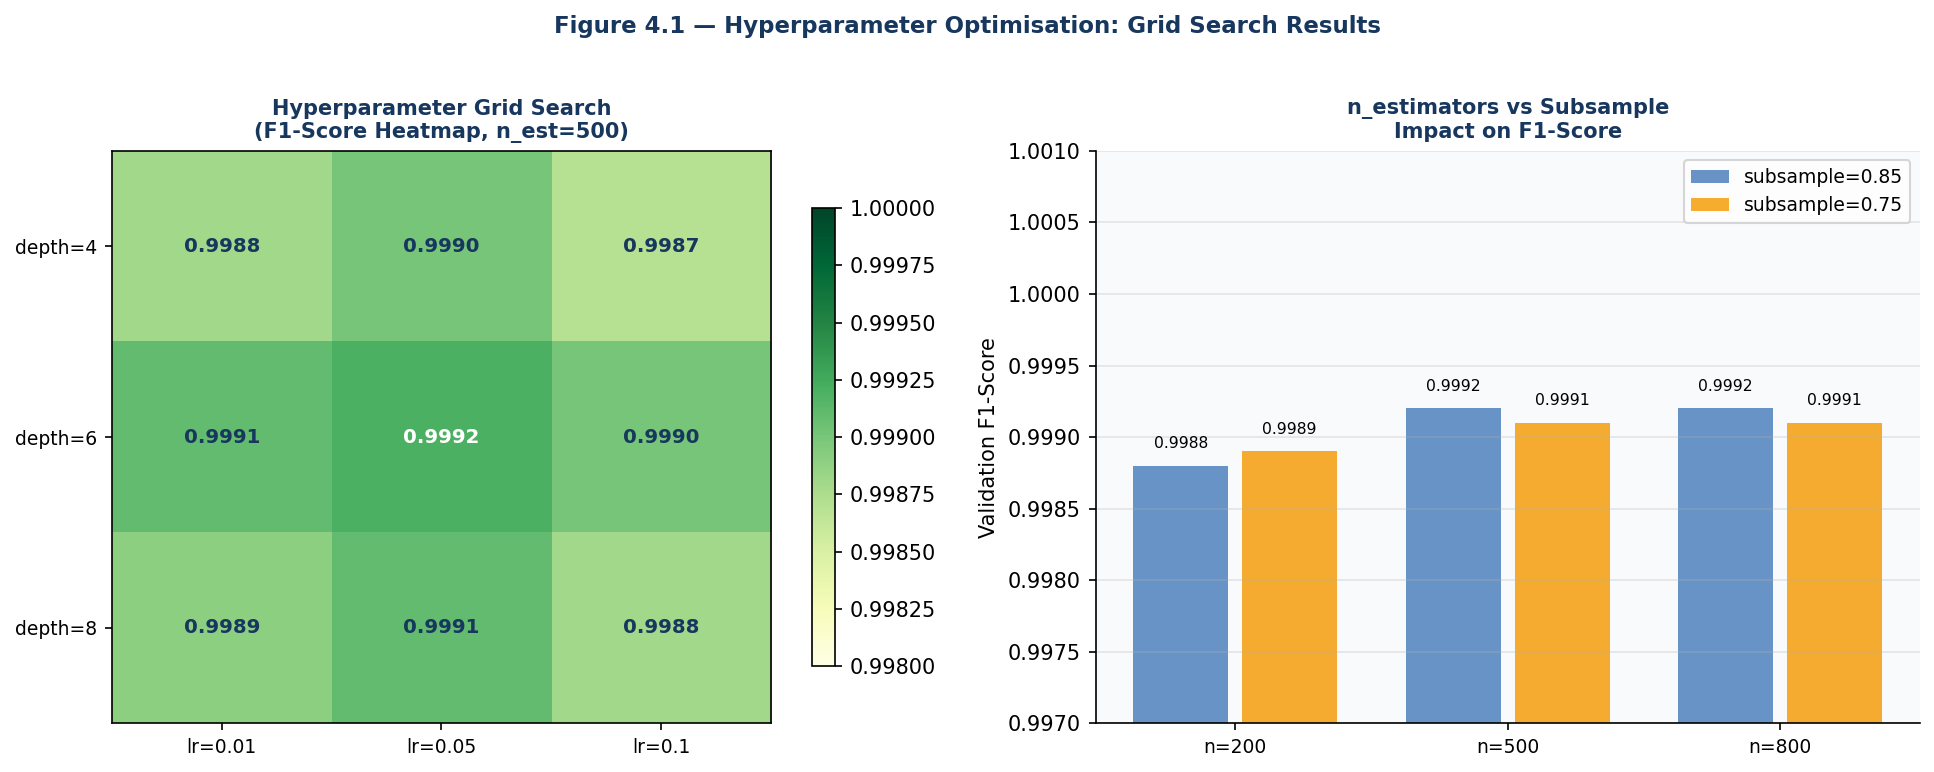 Figure 4.1 — Hyperparameter Optimisation: Grid Search Results
Hyperparameter Grid Search
(F1-Score Heatmap, n_est=500)
depth=4
0.9988
0.9990
0.9987
depth=6
0.9991
0.9992
0.9990
depth=8
0.9989
0.9991
0.9988
lr=0.01
lr=0.05
lr=0.1
1.00000
0.99975
0.99950
0.99925
0.99900
0.99875
0.99850
0.99825
0.99800
n_estimators vs Subsample
Impact on F1-Score
subsample=0.85
subsample=0.75
Validation F1-Score
1.0010
1.0005
1.0000
0.9995
0.9990
0.9985
0.9980
0.9975
0.9970
0.9988
0.9989
0.9992
0.9991
0.9992
0.9991
n=200
n=500
n=800